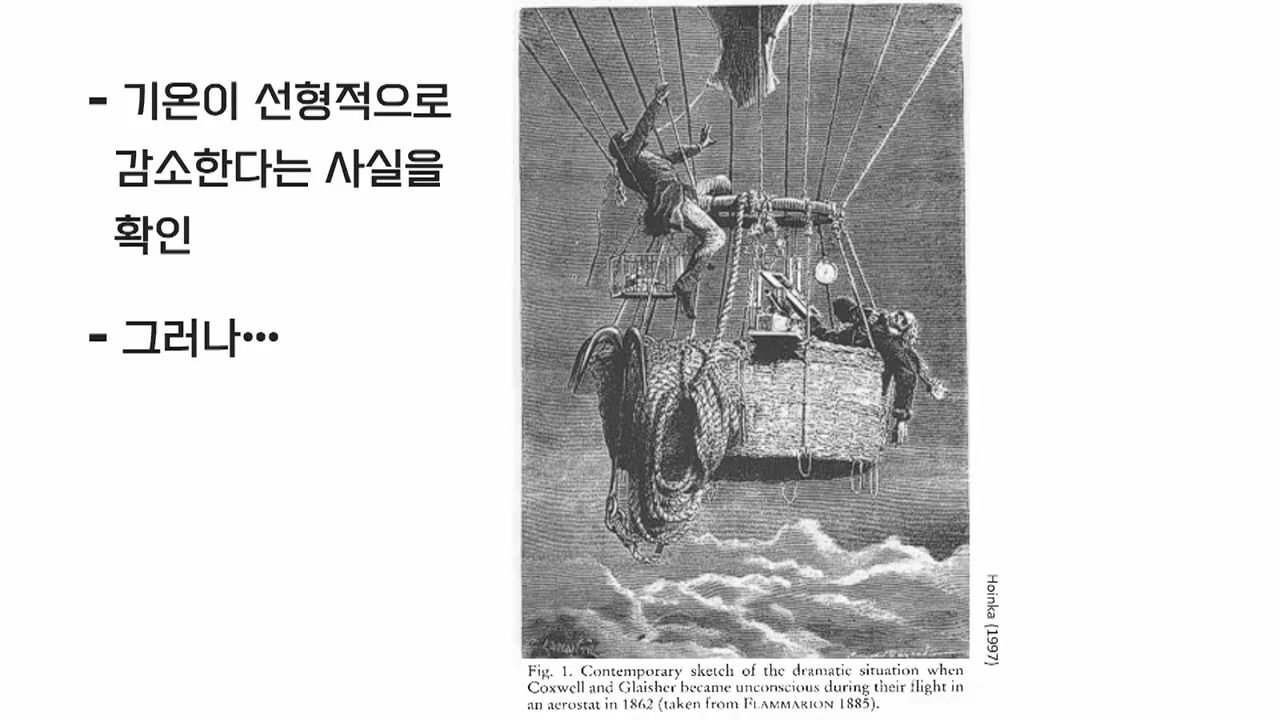 - 기온이 선형적으로
감소한다는 사실을
확인
- 그러나…
Fig. 1. Contemporary sketch of the dramatic situation when
Coxwell and Glaisher became unconscious during their flight in
an aerostat in 1862 (taken from FLAMMARION 1885).
Hoinka (1997)